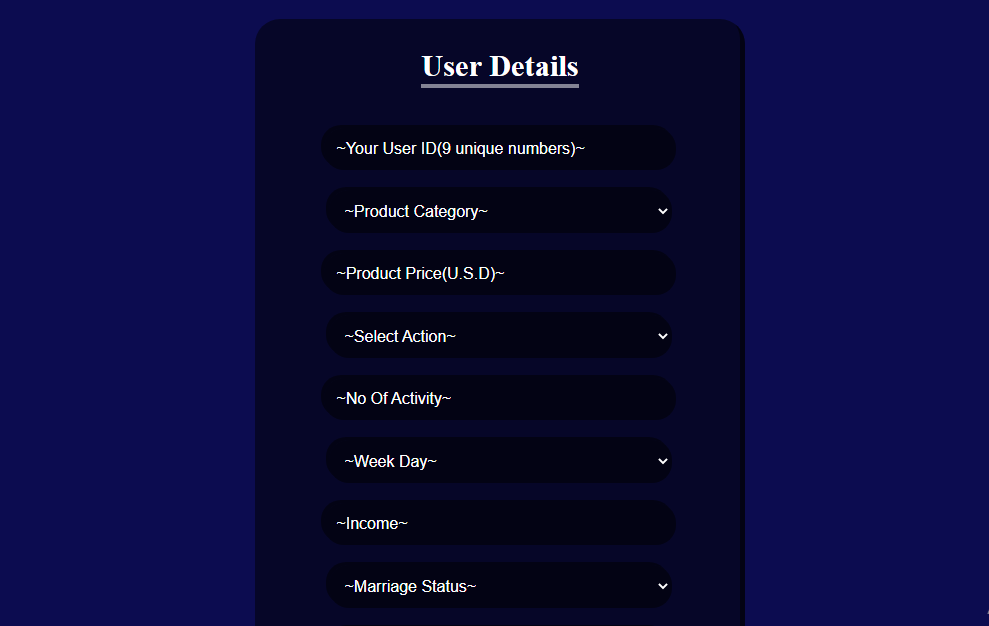 User Details
~Your User ID(9 unique numbers)~
~Product Category~
~Product Price(U.S.D)~
~Select Action~
~No Of Activity~
~Week Day~
~Income~
~Marriage Status~